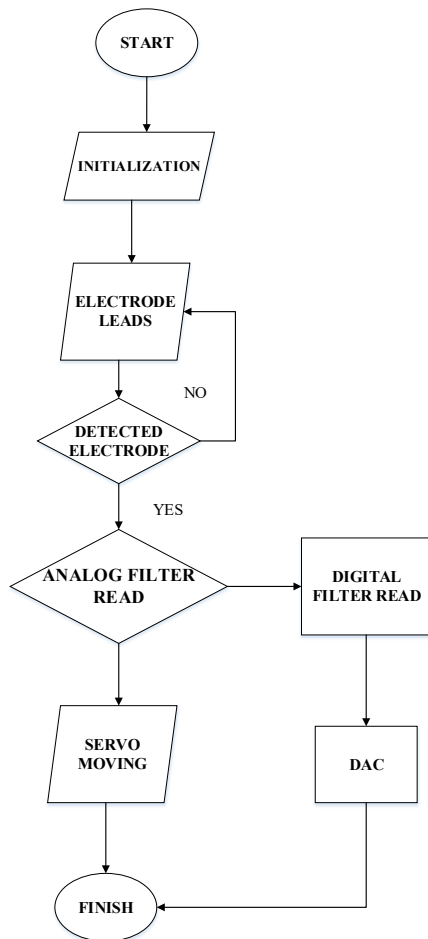 START
INITIALIZATION
ELECTRODE
LEADS
NO
DETECTED
ELECTRODE
YES
ANALOG FILTER
READ
DIGITAL
FILTER READ
SERVO
MOVING
DAC
FINISH